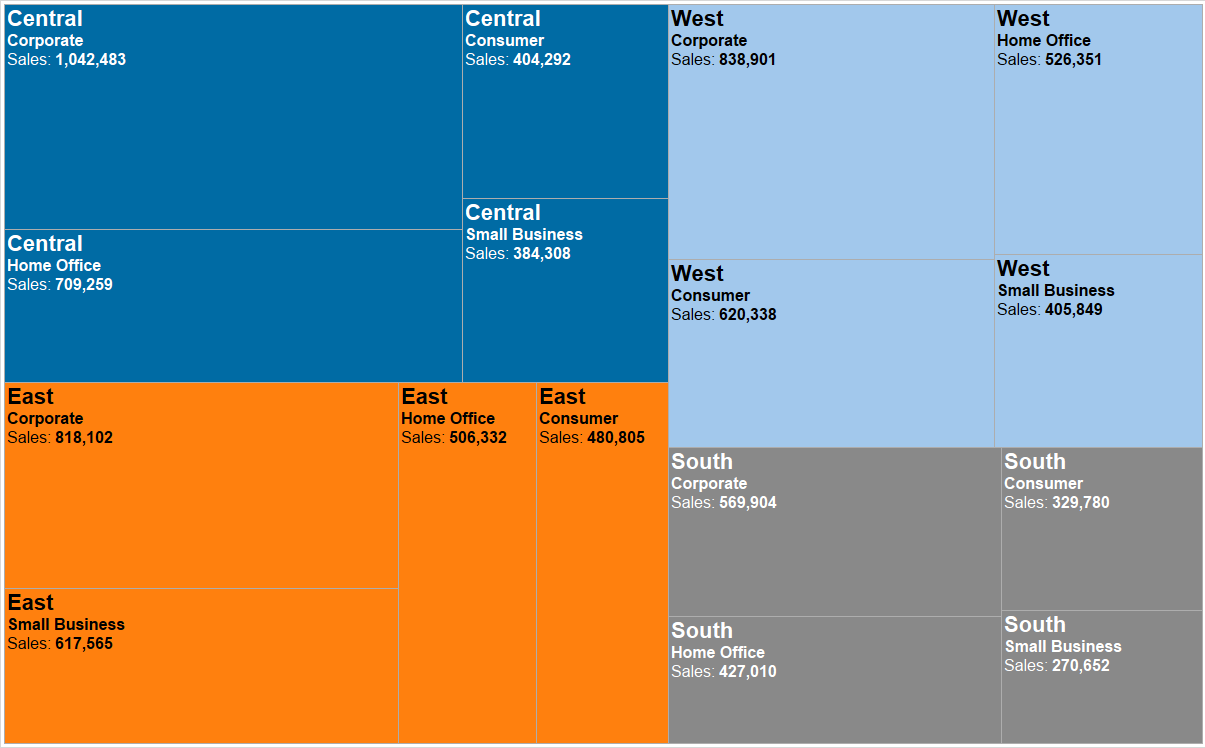 Central
Corporate
Sales: 1,042,483
Central
Consumer
Sales: 404,292
West
Corporate
Sales: 838,901
West
Home Office
Sales: 526,351
Central
Small Business
Sales: 384,308
Central
Home Office
Sales: 709,259
West
Consumer
Sales: 620,338
West
Small Business
Sales: 405,849
East
Corporate
Sales: 818,102
East
Home Office
Sales: 506,332
East
Consumer
Sales: 480,805
South
Corporate
Sales: 569,904
South
Consumer
Sales: 329,780
East
Small Business
Sales: 617,565
South
Home Office
Sales: 427,010
South
Small Business
Sales: 270,652